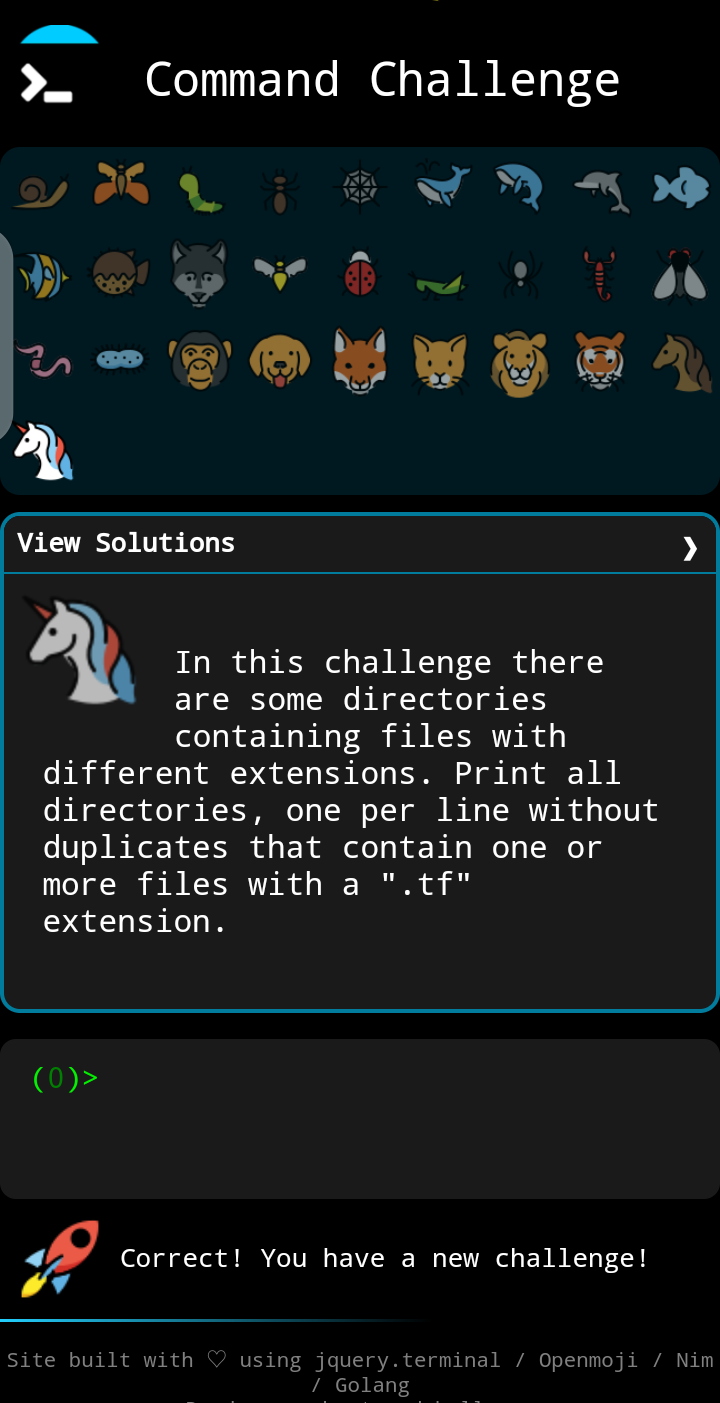 Command Challenge
View Solutions
In this challenge there
are some directories
containing files with
different extensions. Print all
directories, one per line without
duplicates that contain one or
more files with a ".tf"
extension.
(0)>
Correct! You have a new challenge!
Site built with ♡ using jquery.terminal / Openmoji / Nim
/ Golang